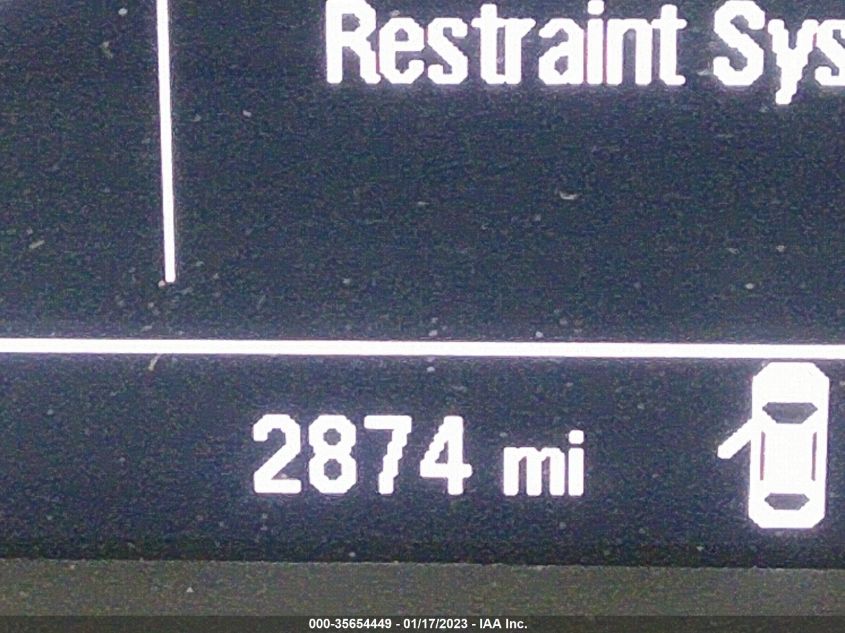 Restraint Sys
2874 mi
000-35654449 - 01/17/2023 - IAA Inc.